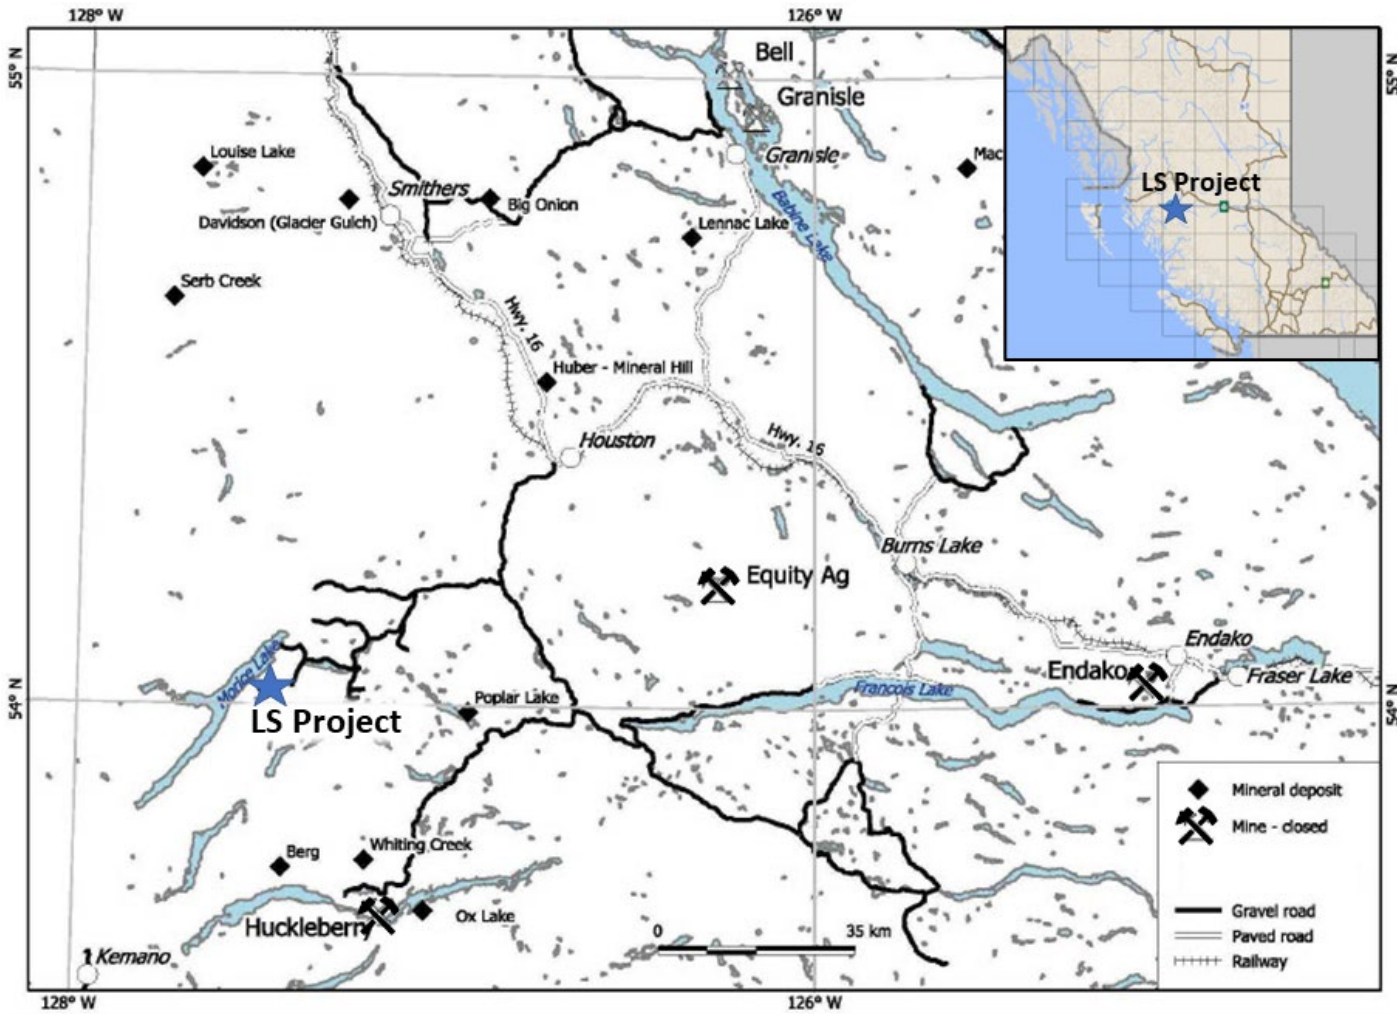 128° W
126° W
55° N
55° N
Bell
Granisle
Granisle
Louise Lake
Mac
LS Project
Smithers
Big Onion
Davidson (Glacier Gulch)
Lennac Lake
Babine Lake
Serb Creek
Hwy. 16
Huber - Mineral Hill
Houston
Hwy. 16
Burns Lake
Equity Ag
Endako
Morice Lake
Endako
Fraser Lake
Francois Lake
54° N
Poplar Lake
54° N
LS Project
Mineral deposit
Mine - closed
Berg
Whiting Creek
Ox Lake
Hucklebern
0
35 km
Gravel road
Paved road
Railway
Kemano
128° W
126° W